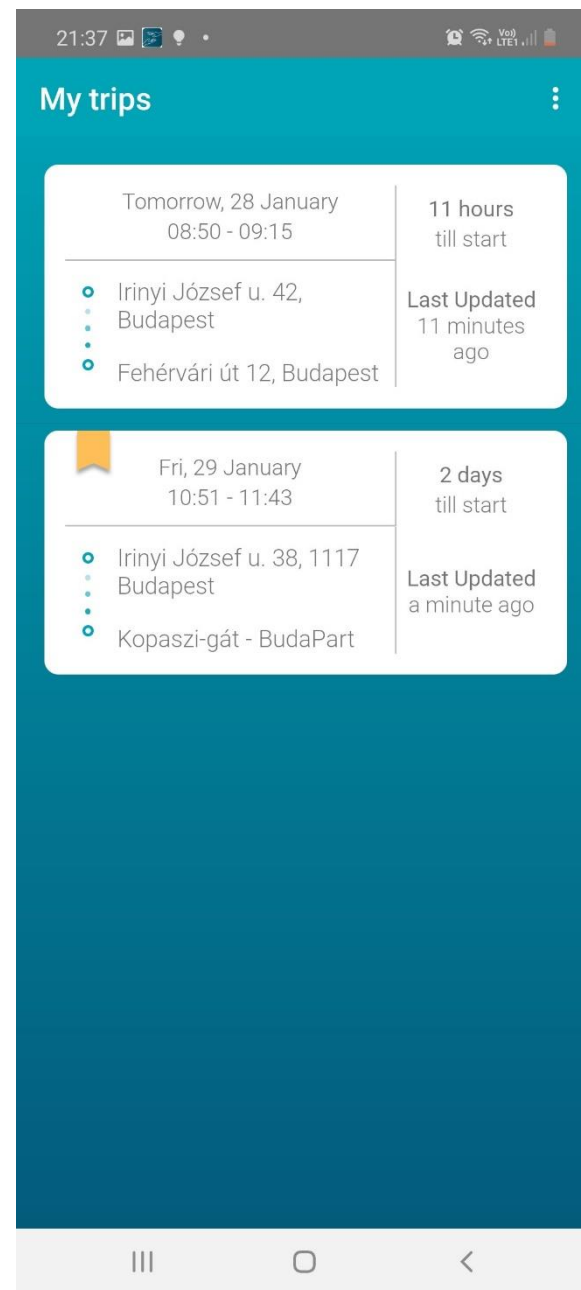 21:37
Vo))
LTE1
My trips
Tomorrow, 28 January
08:50 - 09:15
11 hours
till start
Irinyi József u. 42,
Budapest
Fehérvári út 12, Budapest
Last Updated
11 minutes
ago
Fri, 29 January
10:51 - 11:43
2 days
till start
Irinyi József u. 38, 1117
Budapest
Kopaszi-gát - BudaPart
Last Updated
a minute ago